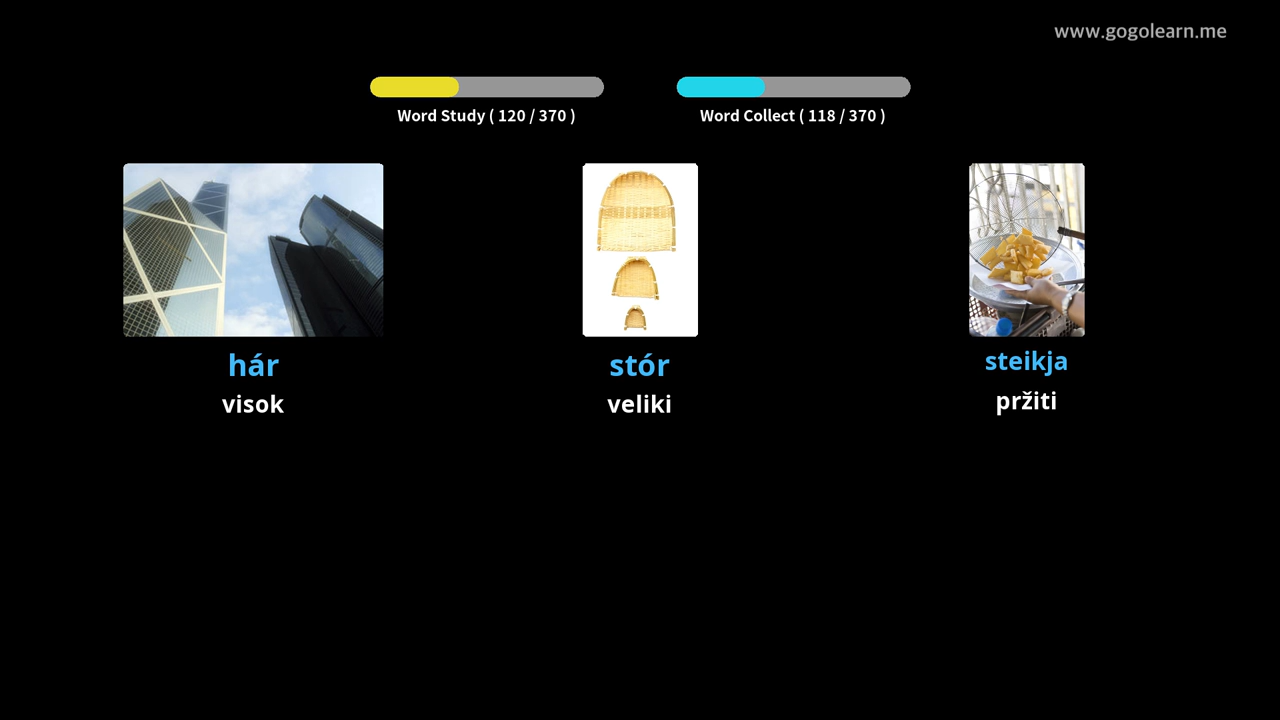 www.gogolearn.me
Word Study ( 120 / 370 )
Word Collect ( 118 / 370 )
hár
stór
steikja
visok
veliki
pržiti